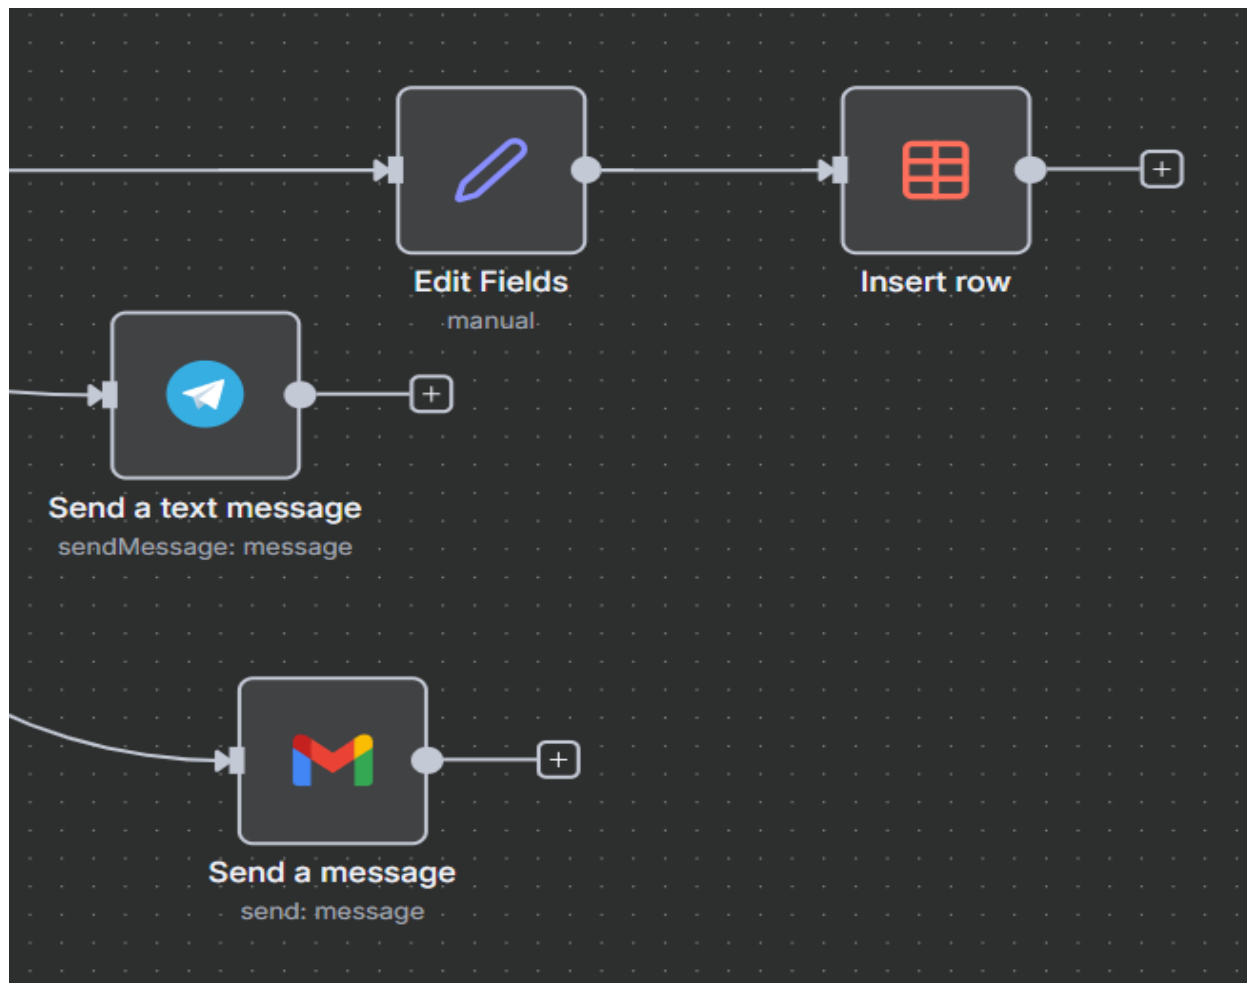 Edit Fields
manual
Insert row
Send a text message
sendMessage: message
Send a message
send: message